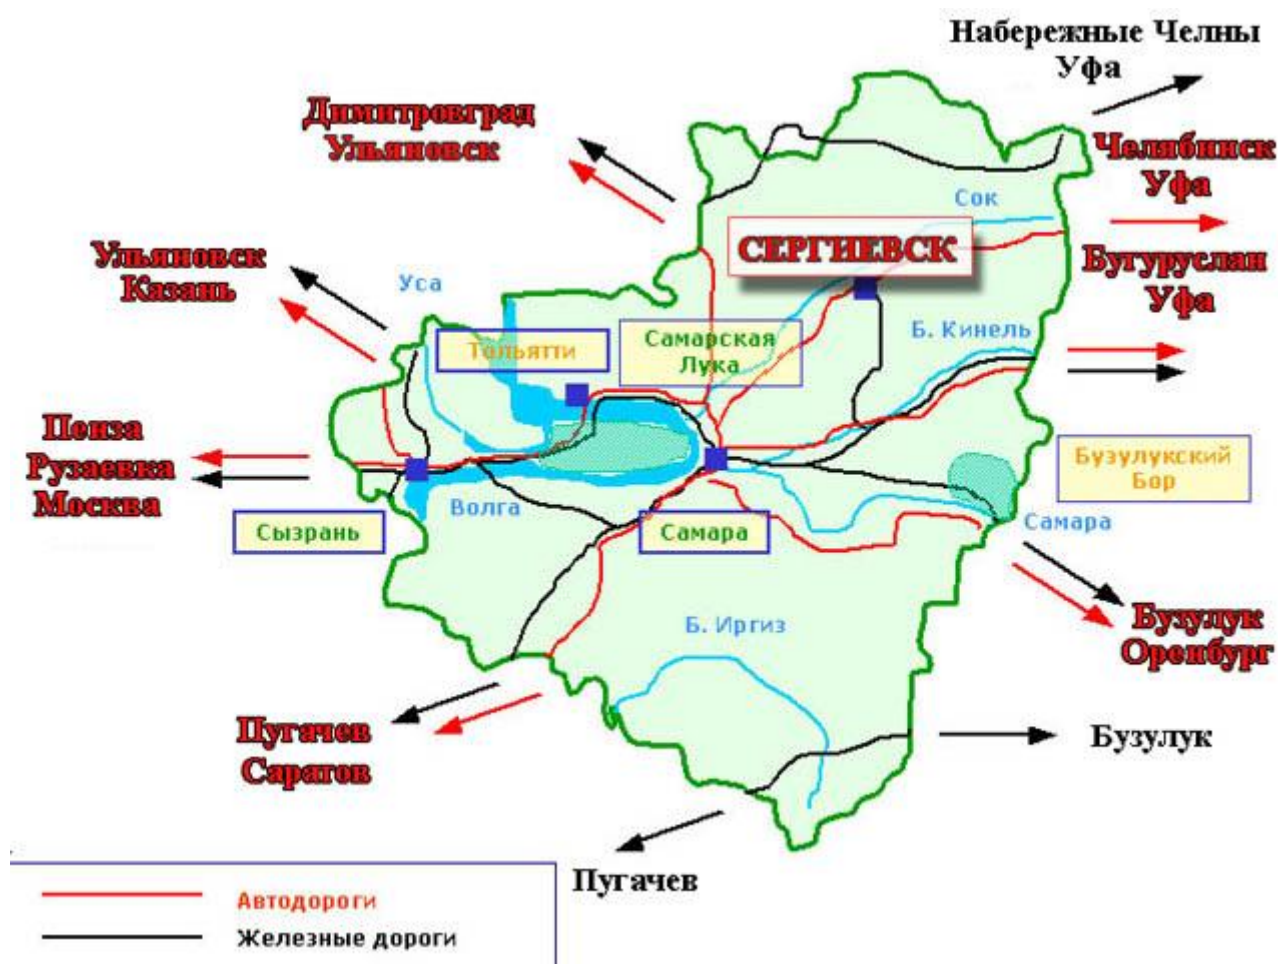 Набережные Челны
Уфа
Димитровград
Ульяновск
Челябинск
Уфа
Сок
СЕРГИЕВСК
Ульяновск
Казань
Уса
Бугуруслан
Уфа
Тольятти
Самарская
Лука
Б. Кинель
Пенза
Рузаевка
Москва
Бузулукский
Бор
Волга
Сызрань
Самара
Самара
Б. Иргиз
Бузулук
Оренбург
Пугачев
Саратов
Бузулук
Пугачев
Автодороги
Железные дороги